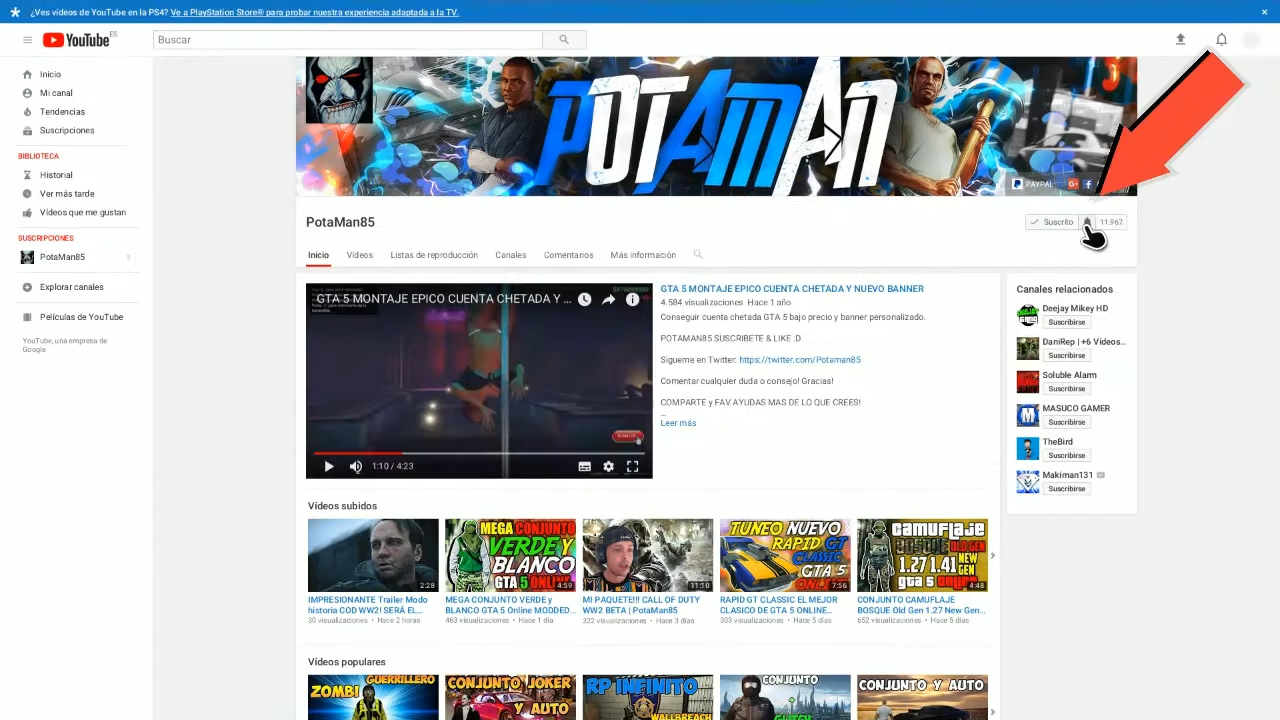 ¿Ves vídeos de YouTube en la PS4? Ve a PlayStation Store® para probar nuestra experiencia adaptada a la TV.
YouTube ES
Buscar
Inicio
Mi canal
Tendencias
Suscripciones
BIBLIOTECA
Historial
Ver más tarde
Vídeos que me gustan
SUSCRIPCIONES
PotaMan85
Explorar canales
Películas de YouTube
YouTube, una empresa de
Google
POTAMAN
PAYPAL
PotaMan85
Suscrito
11.962
Inicio
Vídeos
Listas de reproducción
Canales
Comentarios
Más información
GTA 5 MONTAJE EPICO CUENTA CHETADA Y ...
1:10 / 4:23
GTA 5 MONTAJE EPICO CUENTA CHETADA Y NUEVO BANNER
4.584 visualizaciones Hace 1 año
Conseguir cuenta chetada GTA 5 bajo precio y banner personalizado.
POTAMAN85 SUSCRIBETE & LIKE :D
Sigueme en Twitter: https://twitter.com/Potaman85
Comentar cualquier duda o consejo! Gracias!
COMPARTE y FAV AYUDAS MAS DE LO QUE CREES!
...
Leer más
Canales relacionados
Deejay Mikey HD
Suscribirse
DaniRep | +6 Vídeos...
Suscribirse
Soluble Alarm
Suscribirse
MASUCO GAMER
Suscribirse
TheBird
Suscribirse
Makiman131
Suscribirse
Vídeos subidos
2:28
IMPRESIONANTE Trailer Modo
historia COD WW2! SERÁ EL...
30 visualizaciones • Hace 2 horas
MEGA CONJUNTO
VERDE Y
BLANCO
GTA 5 ONLINE
4:59
MEGA CONJUNTO VERDE y
BLANCO GTA 5 Online MODDED...
463 visualizaciones • Hace 1 día
11:10
MI PAQUETE!!! CALL OF DUTY
WW2 BETA | PotaMan85
322 visualizaciones • Hace 3 días
TUNEO NUEVO
RAPID GT
CLASSIC
GTA 5
ONLINE
7:56
RAPID GT CLASSIC EL MEJOR
CLASICO DE GTA 5 ONLINE...
303 visualizaciones • Hace 5 días
camuflaje
BOSQUE OLD GEN
1.27 1.41 NEW
GEN
gta 5 online
4:48
CONJUNTO CAMUFLAJE
BOSQUE Old Gen 1.27 New Gen...
652 visualizaciones • Hace 5 días
Vídeos populares
GUERRILLERO
ZOMBI
CONJUNTO JOKER
Y AUTO
RP INFINITO
WALLBREACH
CONJUNTO
GLITCH
CONJUNTO Y AUTO